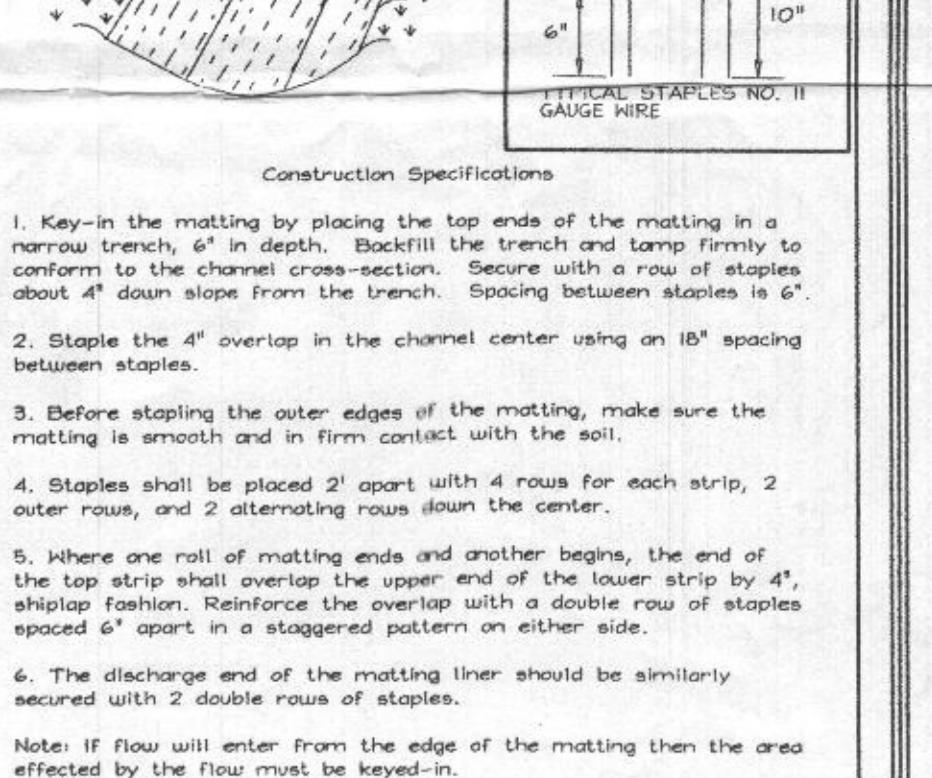 6"
10"
TYPICAL STAPLES NO. 11
GAUGE WIRE
Construction Specifications
1. Key-in the matting by placing the top ends of the matting in a
narrow trench, 6" in depth. Backfill the trench and tamp firmly to
conform to the channel cross-section. Secure with a row of staples
about 4" down slope from the trench. Spacing between staples is 6".
2. Staple the 4" overlap in the channel center using an 18" spacing
between staples.
3. Before stapling the outer edges of the matting, make sure the
matting is smooth and in firm contact with the soil.
4. Staples shall be placed 2' apart with 4 rows for each strip, 2
outer rows, and 2 alternating rows down the center.
5. Where one roll of matting ends and another begins, the end of
the top strip shall overlap the upper end of the lower strip by 4",
shiplap fashion. Reinforce the overlap with a double row of staples
spaced 6" apart in a staggered pattern on either side.
6. The discharge end of the matting liner should be similarly
secured with 2 double rows of staples.
Note: If flow will enter from the edge of the matting then the area
effected by the flow must be keyed-in.